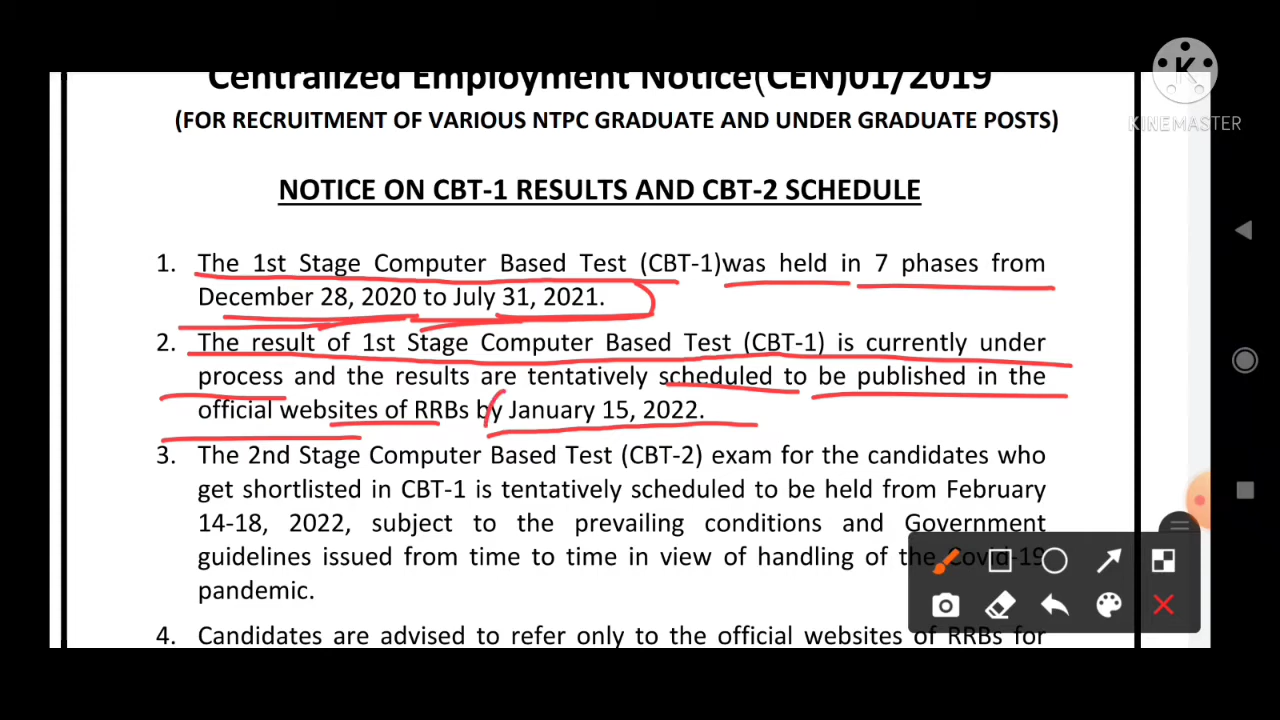 Centralized Employment Notice(CEN)01/2019
(FOR RECRUITMENT OF VARIOUS NTPC GRADUATE AND UNDER GRADUATE POSTS)
NOTICE ON CBT-1 RESULTS AND CBT-2 SCHEDULE
1. The 1st Stage Computer Based Test (CBT-1)was held in 7 phases from
December 28, 2020 to July 31, 2021.
2. The result of 1st Stage Computer Based Test (CBT-1) is currently under
process and the results are tentatively scheduled to be published in the
official websites of RRBs by January 15, 2022.
3. The 2nd Stage Computer Based Test (CBT-2) exam for the candidates who
get shortlisted in CBT-1 is tentatively scheduled to be held from February
14-18, 2022, subject to the prevailing conditions and Government
guidelines issued from time to time in view of handling of the Covid-19
pandemic.
4. Candidates are advised to refer only to the official websites of RRBs for
K
KINEMASTER